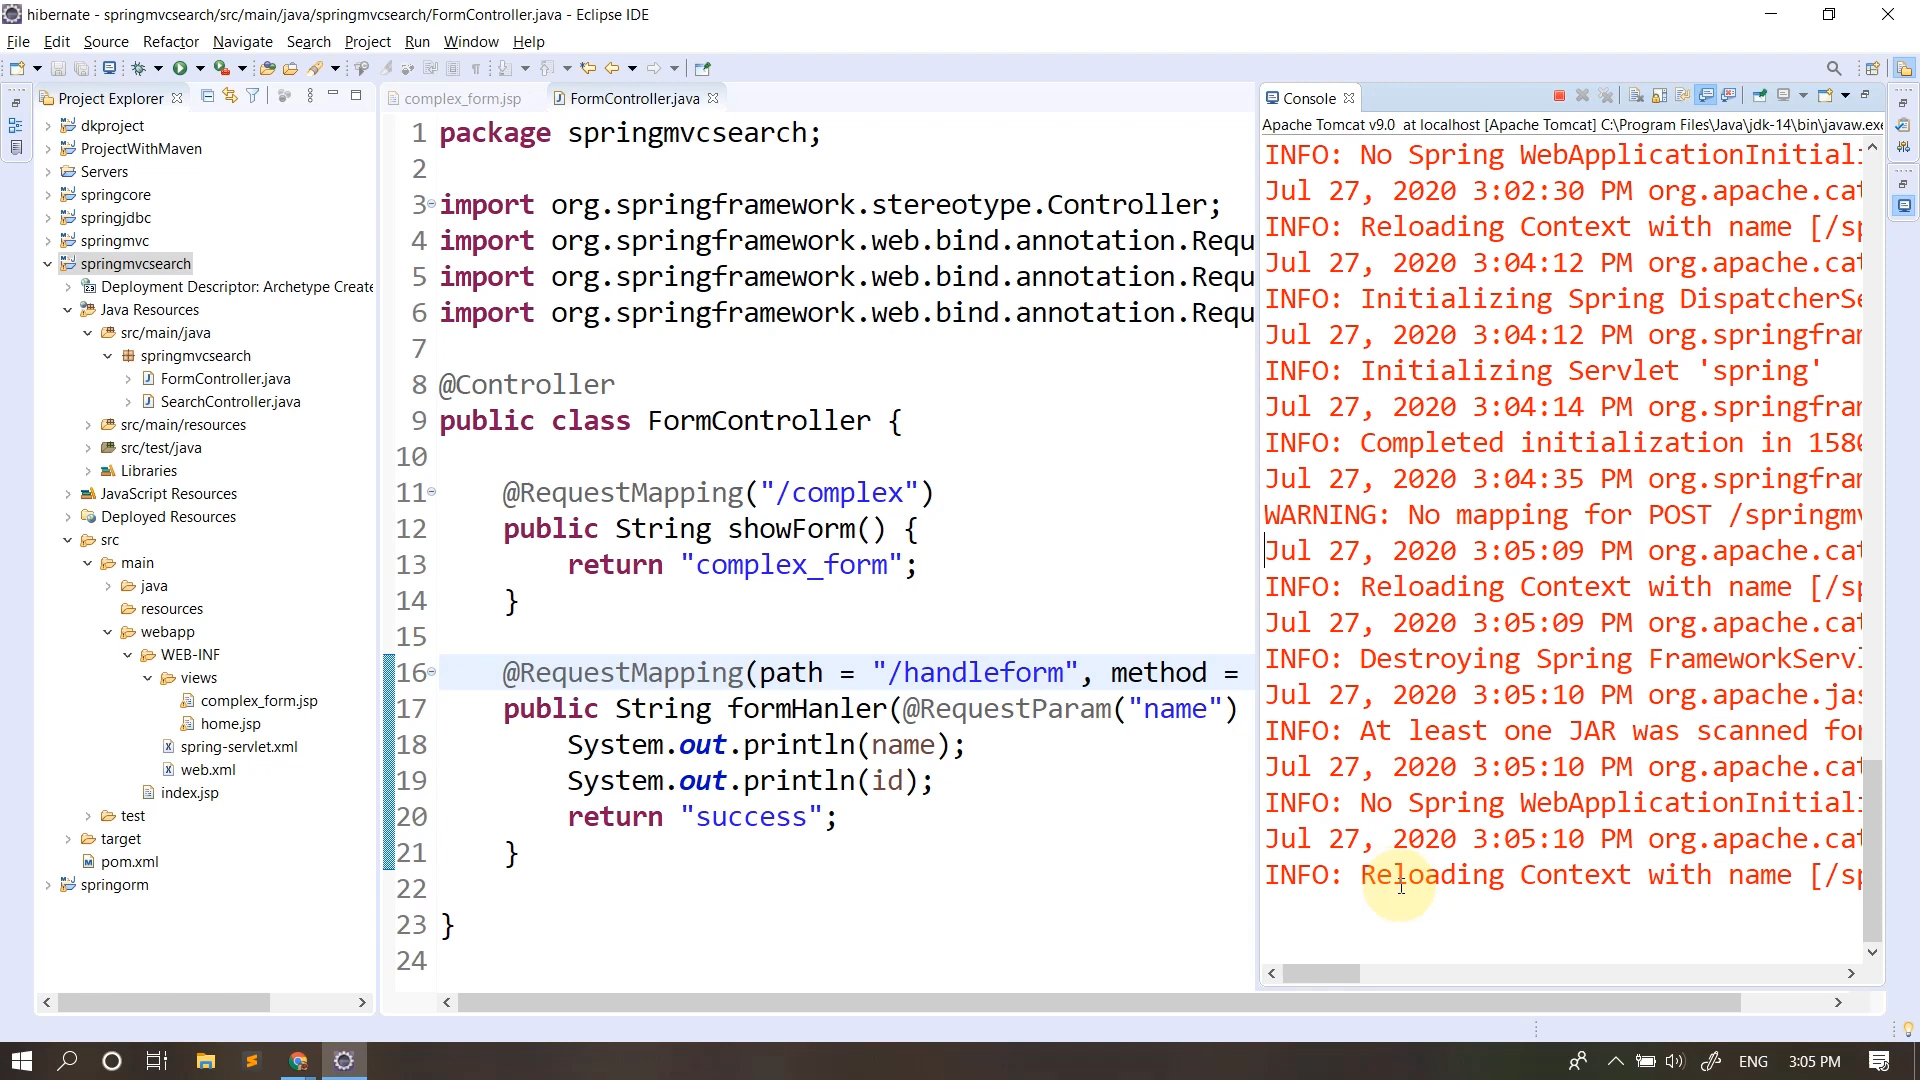 hibernate - springmvcsearch/src/main/java/springmvcsearch/FormController.java - Eclipse IDE
File Edit Source Refactor Navigate Search Project Run Window Help
Project Explorer
dkproject
ProjectWithMaven
Servers
springcore
springjdbc
springmvc
springmvcsearch
Deployment Descriptor: Archetype Create
Java Resources
src/main/java
springmvcsearch
FormController.java
SearchController.java
src/main/resources
src/test/java
Libraries
JavaScript Resources
Deployed Resources
src
main
java
resources
webapp
WEB-INF
views
complex_form.jsp
home.jsp
spring-servlet.xml
web.xml
index.jsp
test
target
pom.xml
springorm
complex_form.jsp FormController.java
1 package springmvcsearch;
2
3 import org.springframework.stereotype.Controller;
4 import org.springframework.web.bind.annotation.Requ
5 import org.springframework.web.bind.annotation.Requ
6 import org.springframework.web.bind.annotation.Requ
7
8 @Controller
9 public class FormController {
10
11 @RequestMapping("/complex")
12 public String showForm() {
13 return "complex_form";
14 }
15
16 @RequestMapping(path = "/handleform", method =
17 public String formHanler(@RequestParam("name")
18 System.out.println(name);
19 System.out.println(id);
20 return "success";
21 }
22
23 }
24
Console
Apache Tomcat v9.0 at localhost [Apache Tomcat] C:\Program Files\Java\jdk-14\bin\javaw.exe
INFO: No Spring WebApplicationInitiali
Jul 27, 2020 3:02:30 PM org.apache.cat
INFO: Reloading Context with name [/sp
Jul 27, 2020 3:04:12 PM org.apache.cat
INFO: Initializing Spring DispatcherSe
Jul 27, 2020 3:04:12 PM org.springfram
INFO: Initializing Servlet 'spring'
Jul 27, 2020 3:04:14 PM org.springfram
INFO: Completed initialization in 1580
Jul 27, 2020 3:04:35 PM org.springfram
WARNING: No mapping for POST /springmv
Jul 27, 2020 3:05:09 PM org.apache.cat
INFO: Reloading Context with name [/sp
Jul 27, 2020 3:05:09 PM org.apache.cat
INFO: Destroying Spring FrameworkServl
Jul 27, 2020 3:05:10 PM org.apache.jas
INFO: At least one JAR was scanned for
Jul 27, 2020 3:05:10 PM org.apache.cat
INFO: No Spring WebApplicationInitiali
Jul 27, 2020 3:05:10 PM org.apache.cat
INFO: Reloading Context with name [/sp
ENG 3:05 PM